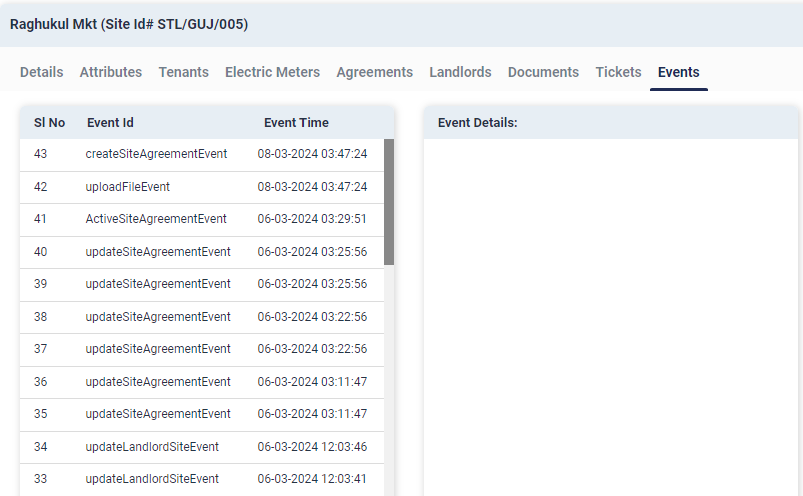 Raghukul Mkt (Site Id# STL/GUJ/005)
Details Attributes Tenants Electric Meters Agreements Landlords Documents Tickets Events
Sl No Event Id Event Time
43 createSiteAgreementEvent 08-03-2024 03:47:24
42 uploadFileEvent 08-03-2024 03:47:24
41 ActiveSiteAgreementEvent 06-03-2024 03:29:51
40 updateSiteAgreementEvent 06-03-2024 03:25:56
39 updateSiteAgreementEvent 06-03-2024 03:25:56
38 updateSiteAgreementEvent 06-03-2024 03:22:56
37 updateSiteAgreementEvent 06-03-2024 03:22:56
36 updateSiteAgreementEvent 06-03-2024 03:11:47
35 updateSiteAgreementEvent 06-03-2024 03:11:47
34 updateLandlordSiteEvent 06-03-2024 12:03:46
33 updateLandlordSiteEvent 06-03-2024 12:03:41
Event Details: